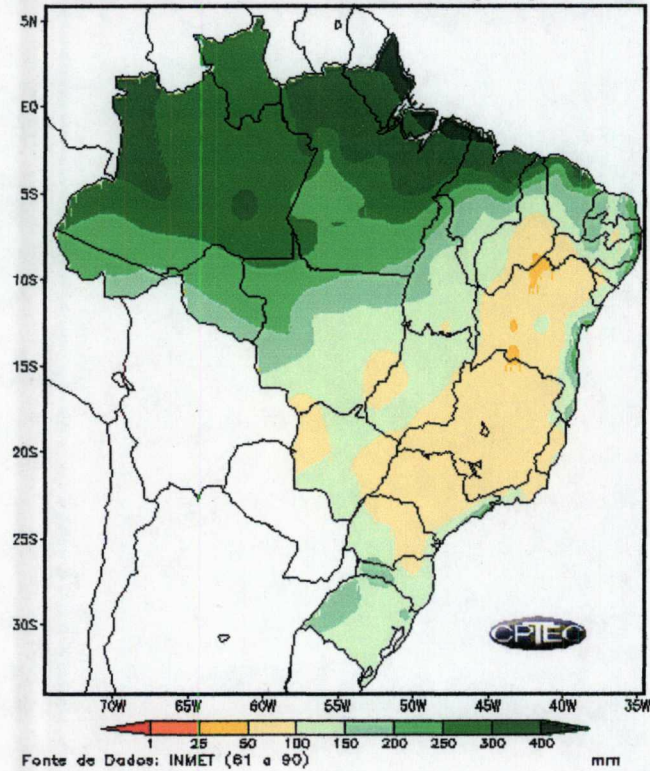 5N
EQ
5S
10S
15S
20S
25S
30S
CPTEC
70W 65W 60W 55W 50W 45W 40W 35W
1 25 50 100 150 200 250 300 400
Fonte de Dados: INMET (61 a 90) mm